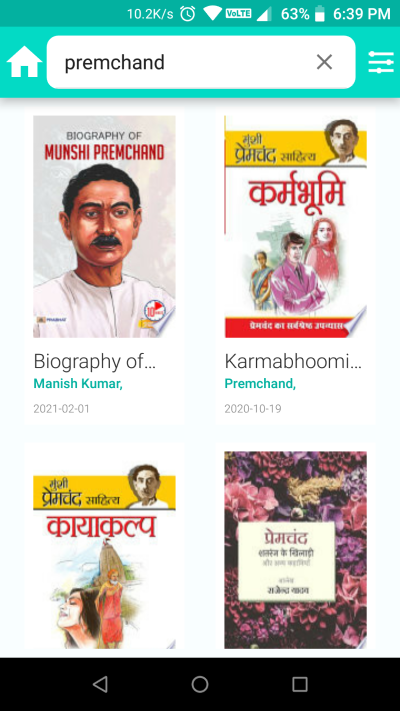 10.2K/s VoLTE 63% 6:39 PM
premchand
BIOGRAPHY OF
MUNSHI PREMCHAND
PRABHAT
मुंशी
प्रेमचंद साहित्य
कर्मभूमि
प्रेमचंद का सर्वश्रेष्ठ उपन्यास
Biography of…
Manish Kumar,
2021-02-01
Karmabhoomi…
Premchand,
2020-10-19
मुंशी
प्रेमचंद साहित्य
कायाकल्प
प्रेमचंद
शतरंज के खिलाड़ी
और अन्य कहानियाँ
राजेन्द्र यादव